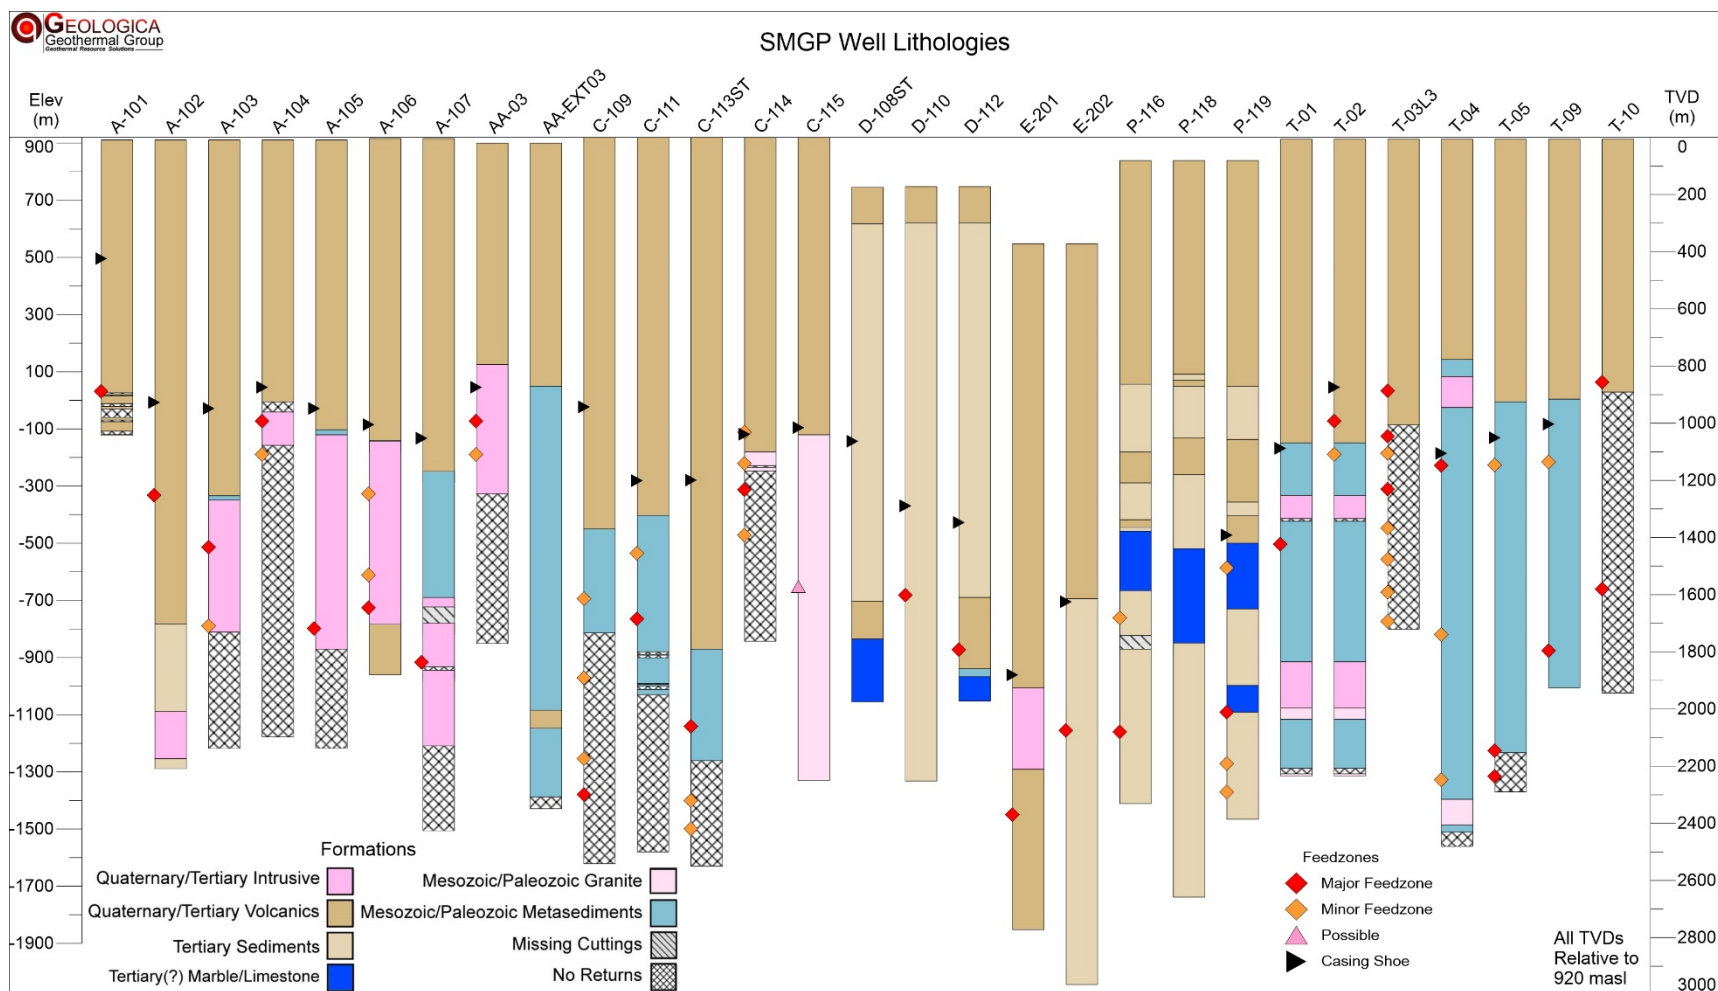 GEOLOGICA
Geothermal Group
Geothermal Resource Solutions
SMGP Well Lithologies
Elev
(m)
A-101
A-102
A-103
A-104
A-105
A-106
A-107
AA-03
AA-EXT03
C-109
C-111
C-113ST
C-114
C-115
D-108ST
D-110
D-112
E-201
E-202
P-116
P-118
P-119
T-01
T-02
T-03L3
T-04
T-05
T-09
T-10
TVD
(m)
900
700
500
300
100
-100
-300
-500
-700
-900
-1100
-1300
-1500
-1700
-1900
0
200
400
600
800
1000
1200
1400
1600
1800
2000
2200
2400
2600
2800
3000
Formations
Quaternary/Tertiary Intrusive
Quaternary/Tertiary Volcanics
Tertiary Sediments
Tertiary(?) Marble/Limestone
Mesozoic/Paleozoic Granite
Mesozoic/Paleozoic Metasediments
Missing Cuttings
No Returns
Feedzones
Major Feedzone
Minor Feedzone
Possible
Casing Shoe
All TVDs
Relative to
920 masl